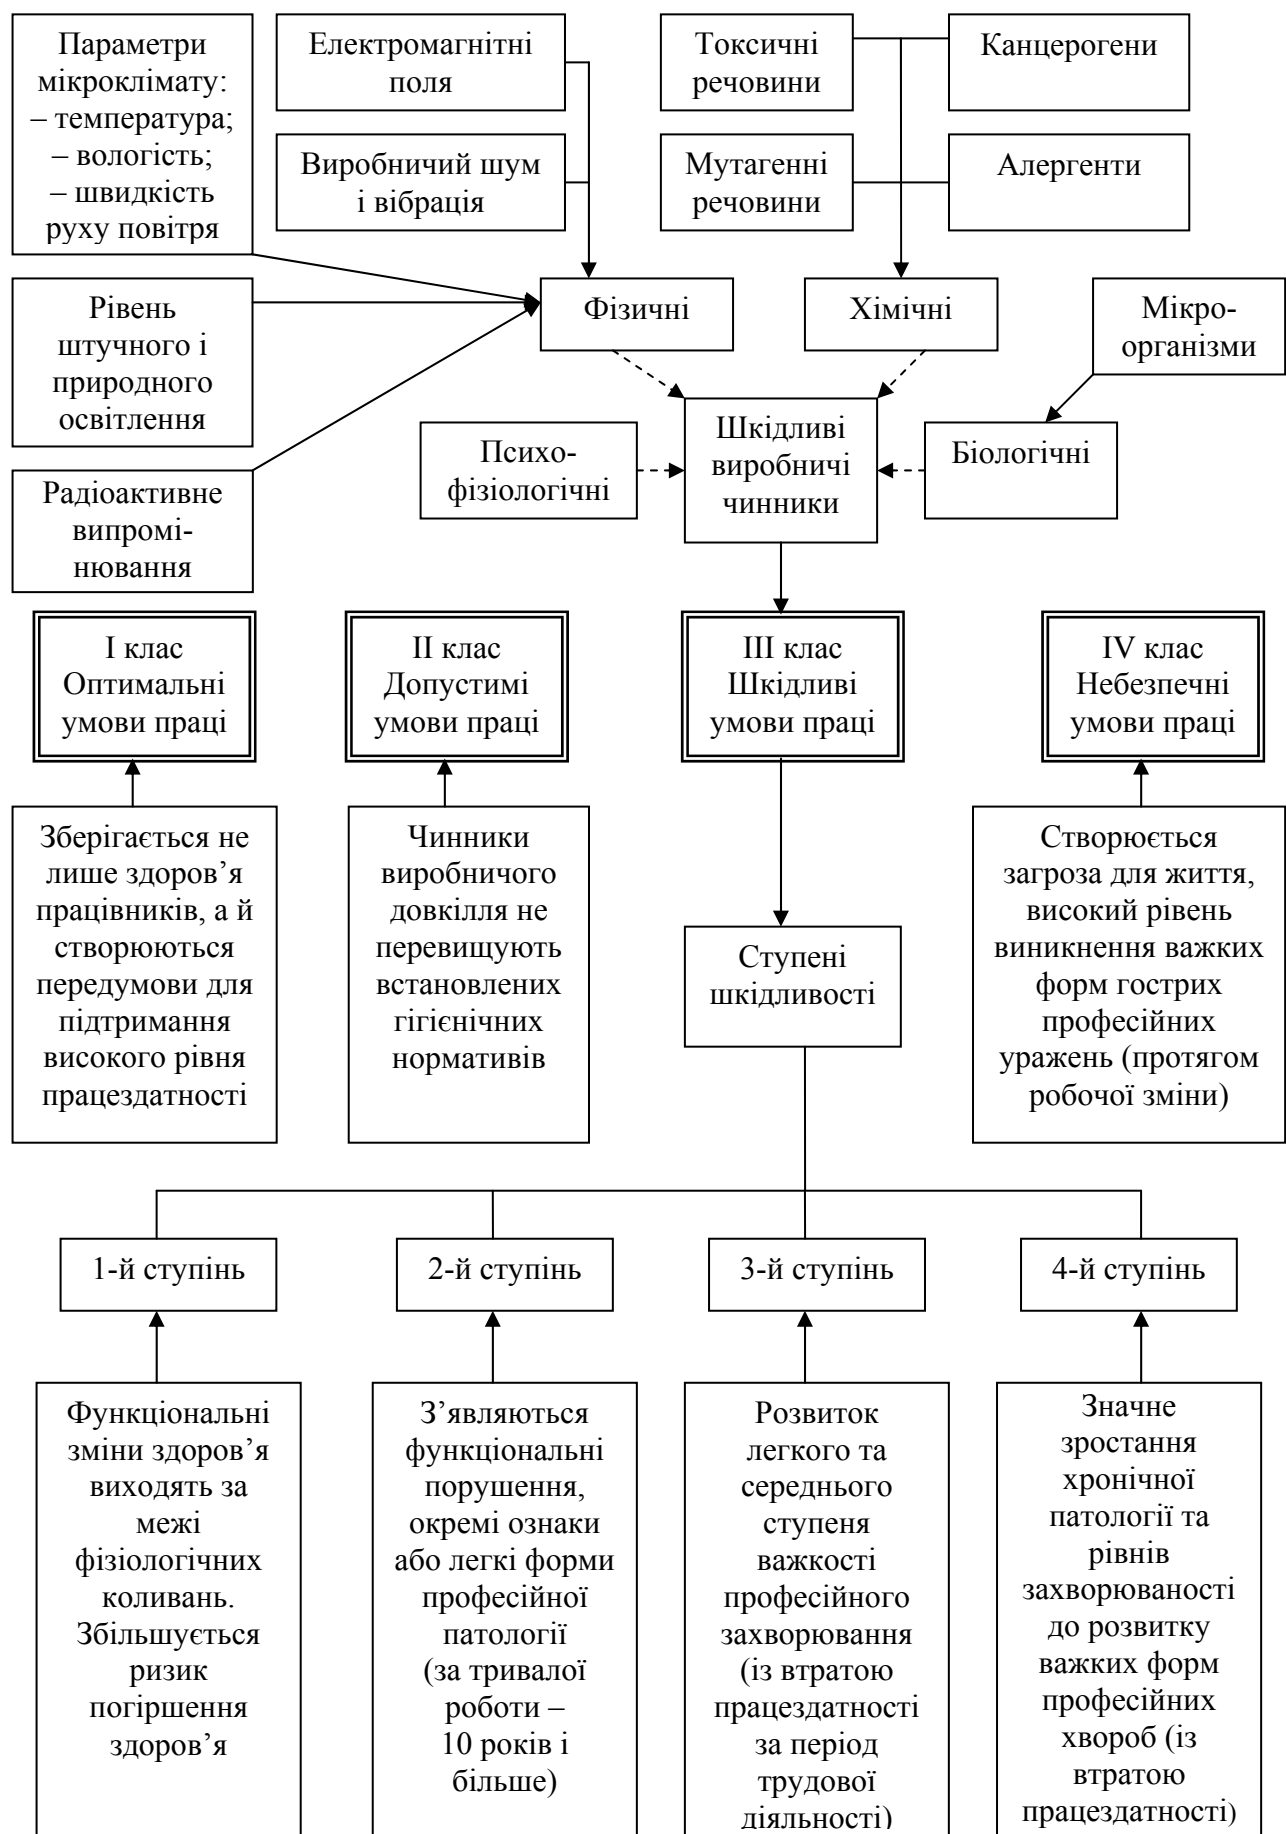 Параметри
мікроклімату:
– температура;
– вологість;
– швидкість
руху повітря
Електромагнітні
поля
Токсичні
речовини
Канцерогени
Виробничий шум
і вібрація
Мутагенні
речовини
Алергенти
Рівень
штучного і
природного
освітлення
Фізичні
Хімічні
Мікро-
організми
Психо-
фізіологічні
Шкідливі
виробничі
чинники
Біологічні
Радіоактивне
випромі-
нювання
І клас
Оптимальні
умови праці
ІІ клас
Допустимі
умови праці
ІІІ клас
Шкідливі
умови праці
IV клас
Небезпечні
умови праці
Зберігається не
лише здоров’я
працівників, а й
створюються
передумови для
підтримання
високого рівня
працездатності
Чинники
виробничого
довкілля не
перевищують
встановлених
гігієнічних
нормативів
Ступені
шкідливості
Створюється
загроза для життя,
високий рівень
виникнення важких
форм гострих
професійних
уражень (протягом
робочої зміни)
1-й ступінь
2-й ступінь
3-й ступінь
4-й ступінь
Функціональні
зміни здоров’я
виходять за
межі
фізіологічних
коливань.
Збільшується
ризик
погіршення
здоров’я
З’являються
функціональні
порушення,
окремі ознаки
або легкі форми
професійної
патології
(за тривалої
роботи –
10 років і
більше)
Розвиток
легкого та
середнього
ступеня
важкості
професійного
захворювання
(із втратою
працездатності
за період
трудової
діяльності)
Значне
зростання
хронічної
патології та
рівнів
захворюваності
до розвитку
важких форм
професійних
хвороб (із
втратою
працездатності)